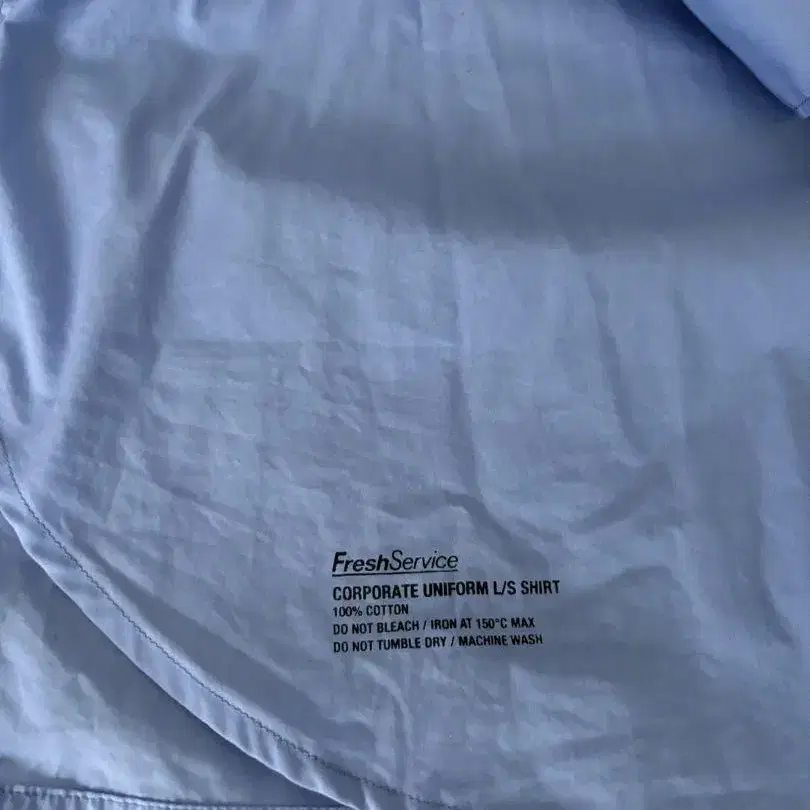 FreshService
CORPORATE UNIFORM L/S SHIRT
100% COTTON
DO NOT BLEACH / IRON AT 150°C MAX
DO NOT TUMBLE DRY / MACHINE WASH